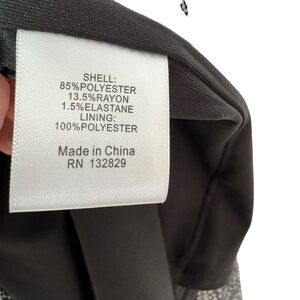 SHELL:
85%POLYESTER
13.5%RAYON
1.5%ELASTANE
LINING:
100%POLYESTER
Made in China
RN 132829